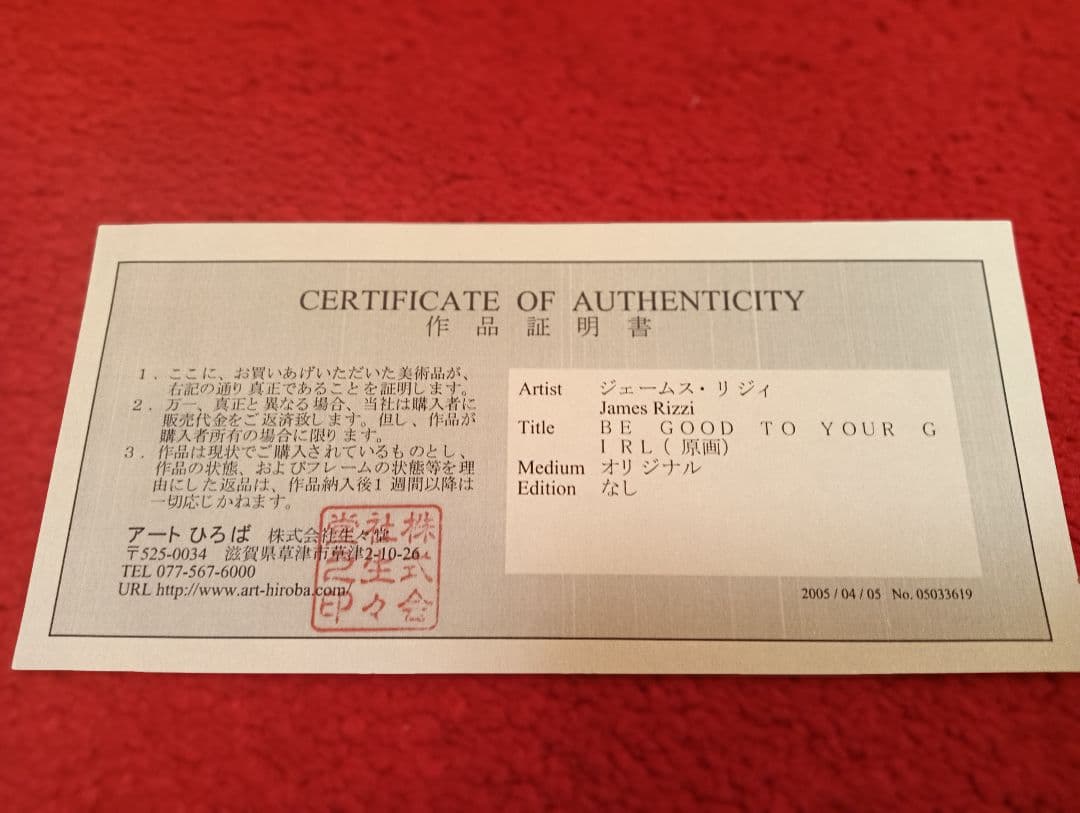 CERTIFICATE OF AUTHENTICITY
作品証明書
1．ここに、お買いあげいただいた美術品が、
右記の通り真正であることを証明します。
2．万一、真正と異なる場合、当社は購入者に
販売代金をご返済致します。但し、作品が
購入者所有の場合に限ります。
3．作品は現状でご購入されているものとし、
作品の状態、およびフレームの状態等を理
由にした返品は、作品納入後1週間以降は
一切応じかねます。
アートひろば 株式会社生々堂
〒525-0034 滋賀県草津市草津2-10-26
TEL 077-567-6000
URL http://www.art-hiroba.com/
株式会社生々堂之印
Artist ジェームス・リジィ
James Rizzi
Title ＢＥ ＧＯＯＤ ＴＯ ＹＯＵＲ Ｇ
ＩＲＬ(原画)
Medium オリジナル
Edition なし
2005/04/05 No. 05033619